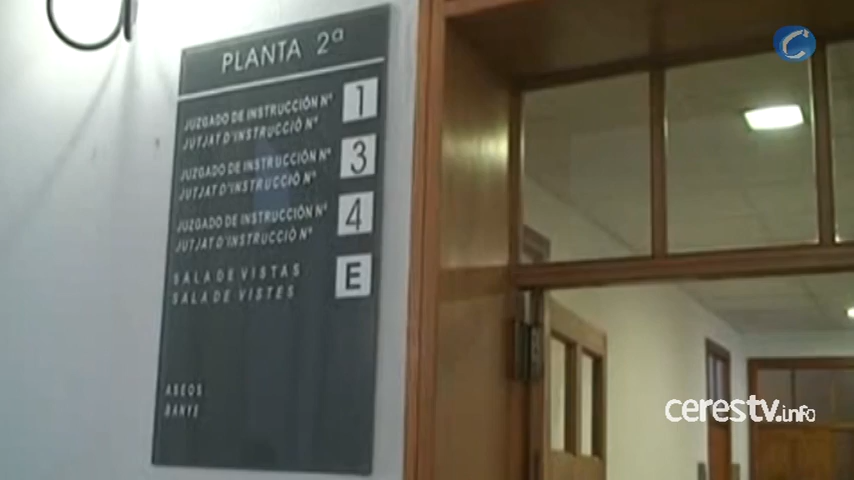 PLANTA 2ª
JUZGADO DE INSTRUCCIÓN Nº 1
JUTJAT D'INSTRUCCIÓ Nº
JUZGADO DE INSTRUCCIÓN Nº 3
JUTJAT D'INSTRUCCIÓ Nº
JUZGADO DE INSTRUCCIÓN Nº 4
JUTJAT D'INSTRUCCIÓ Nº
SALA DE VISTAS E
SALA DE VISTES
ASEOS
BANYS
cerestv.info